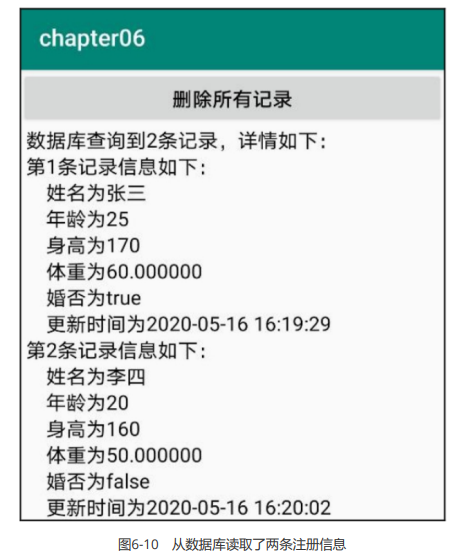 chapter06
删除所有记录
数据库查询到2条记录，详情如下：
第1条记录信息如下：
姓名为张三
年龄为25
身高为170
体重为60.000000
婚否为true
更新时间为2020-05-16 16:19:29
第2条记录信息如下：
姓名为李四
年龄为20
身高为160
体重为50.000000
婚否为false
更新时间为2020-05-16 16:20:02
图6-10 从数据库读取了两条注册信息